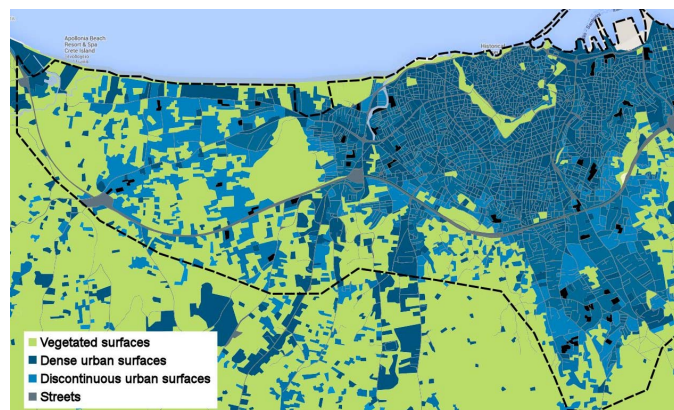 Apollonia Beach
Resort & Spa
Crete Island
Historic
Vegetated surfaces
Dense urban surfaces
Discontinuous urban surfaces
Streets